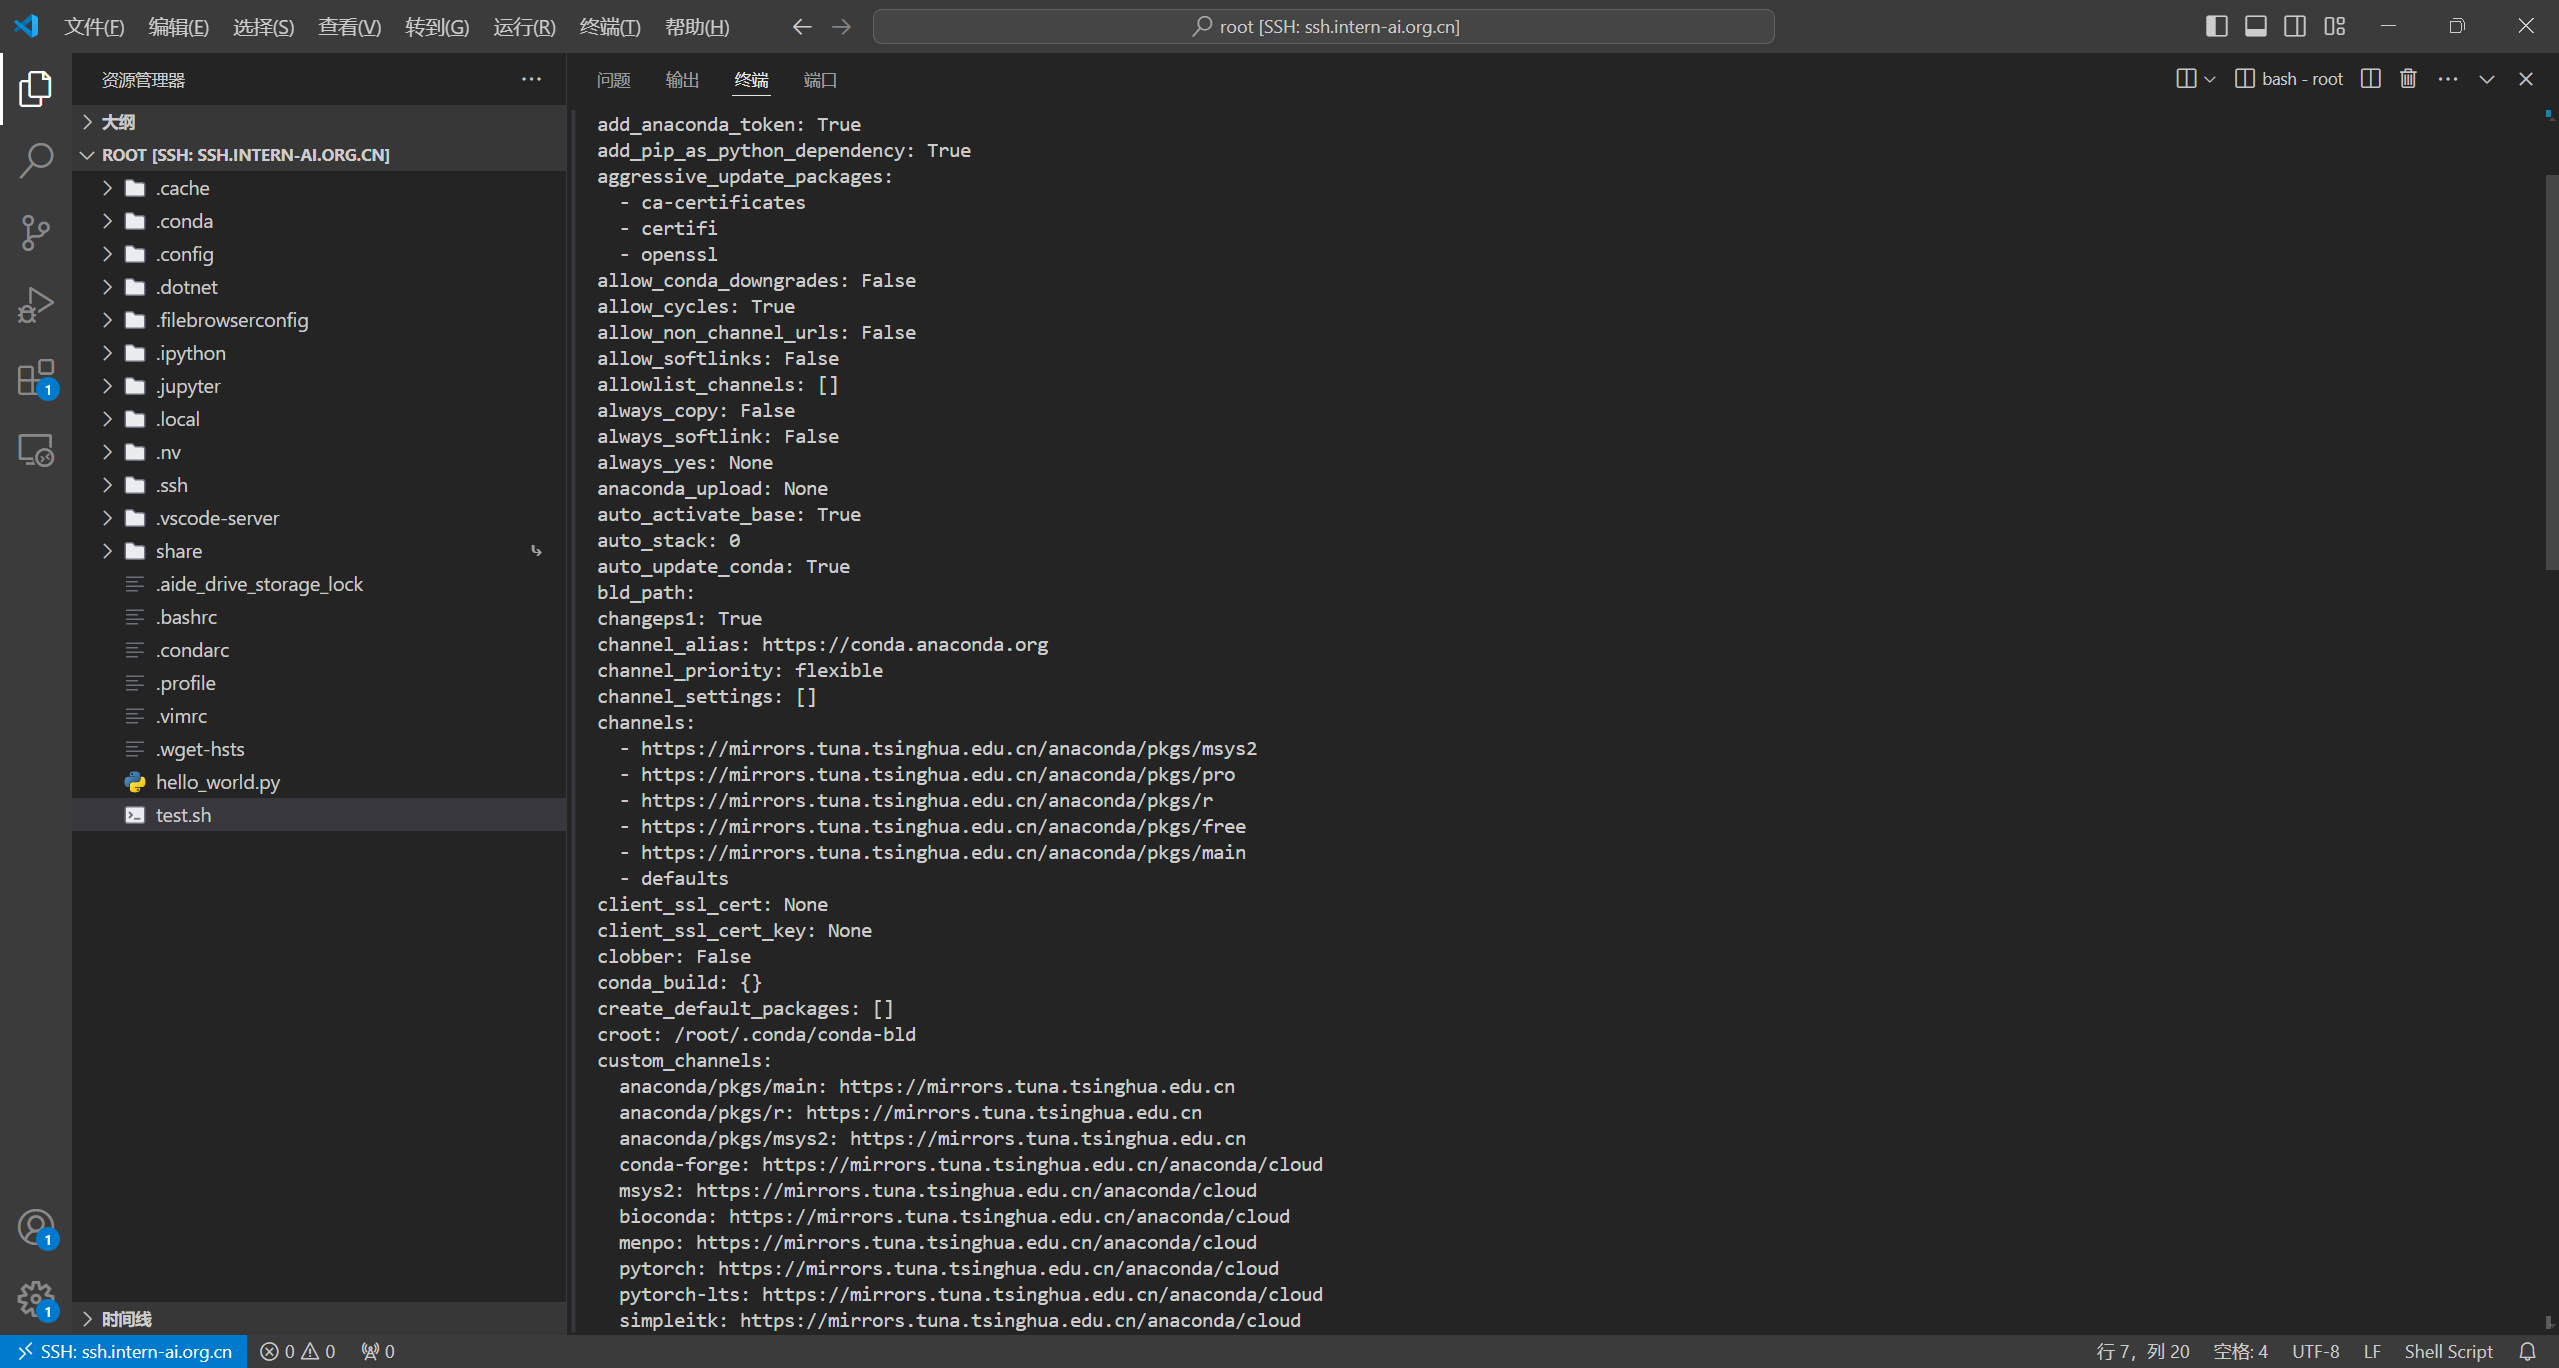 文件(F) 编辑(E) 选择(S) 查看(V) 转到(G) 运行(R) 终端(T) 帮助(H)
root [SSH: ssh.intern-ai.org.cn]
资源管理器
大纲
ROOT [SSH: SSH.INTERN-AI.ORG.CN]
.cache
.conda
.config
.dotnet
.filebrowserconfig
.ipython
.jupyter
.local
.nv
.ssh
.vscode-server
share
.aide_drive_storage_lock
.bashrc
.condarc
.profile
.vimrc
.wget-hsts
hello_world.py
test.sh
时间线
1
1
1
问题 输出 终端 端口
bash - root
add_anaconda_token: True
add_pip_as_python_dependency: True
aggressive_update_packages:
- ca-certificates
- certifi
- openssl
allow_conda_downgrades: False
allow_cycles: True
allow_non_channel_urls: False
allow_softlinks: False
allowlist_channels: []
always_copy: False
always_softlink: False
always_yes: None
anaconda_upload: None
auto_activate_base: True
auto_stack: 0
auto_update_conda: True
bld_path:
changeps1: True
channel_alias: https://conda.anaconda.org
channel_priority: flexible
channel_settings: []
channels:
- https://mirrors.tuna.tsinghua.edu.cn/anaconda/pkgs/msys2
- https://mirrors.tuna.tsinghua.edu.cn/anaconda/pkgs/pro
- https://mirrors.tuna.tsinghua.edu.cn/anaconda/pkgs/r
- https://mirrors.tuna.tsinghua.edu.cn/anaconda/pkgs/free
- https://mirrors.tuna.tsinghua.edu.cn/anaconda/pkgs/main
- defaults
client_ssl_cert: None
client_ssl_cert_key: None
clobber: False
conda_build: {}
create_default_packages: []
croot: /root/.conda/conda-bld
custom_channels:
anaconda/pkgs/main: https://mirrors.tuna.tsinghua.edu.cn
anaconda/pkgs/r: https://mirrors.tuna.tsinghua.edu.cn
anaconda/pkgs/msys2: https://mirrors.tuna.tsinghua.edu.cn
conda-forge: https://mirrors.tuna.tsinghua.edu.cn/anaconda/cloud
msys2: https://mirrors.tuna.tsinghua.edu.cn/anaconda/cloud
bioconda: https://mirrors.tuna.tsinghua.edu.cn/anaconda/cloud
menpo: https://mirrors.tuna.tsinghua.edu.cn/anaconda/cloud
pytorch: https://mirrors.tuna.tsinghua.edu.cn/anaconda/cloud
pytorch-lts: https://mirrors.tuna.tsinghua.edu.cn/anaconda/cloud
simpleitk: https://mirrors.tuna.tsinghua.edu.cn/anaconda/cloud
SSH: ssh.intern-ai.org.cn 0 0 0 行 7，列 20 空格: 4 UTF-8 LF Shell Script